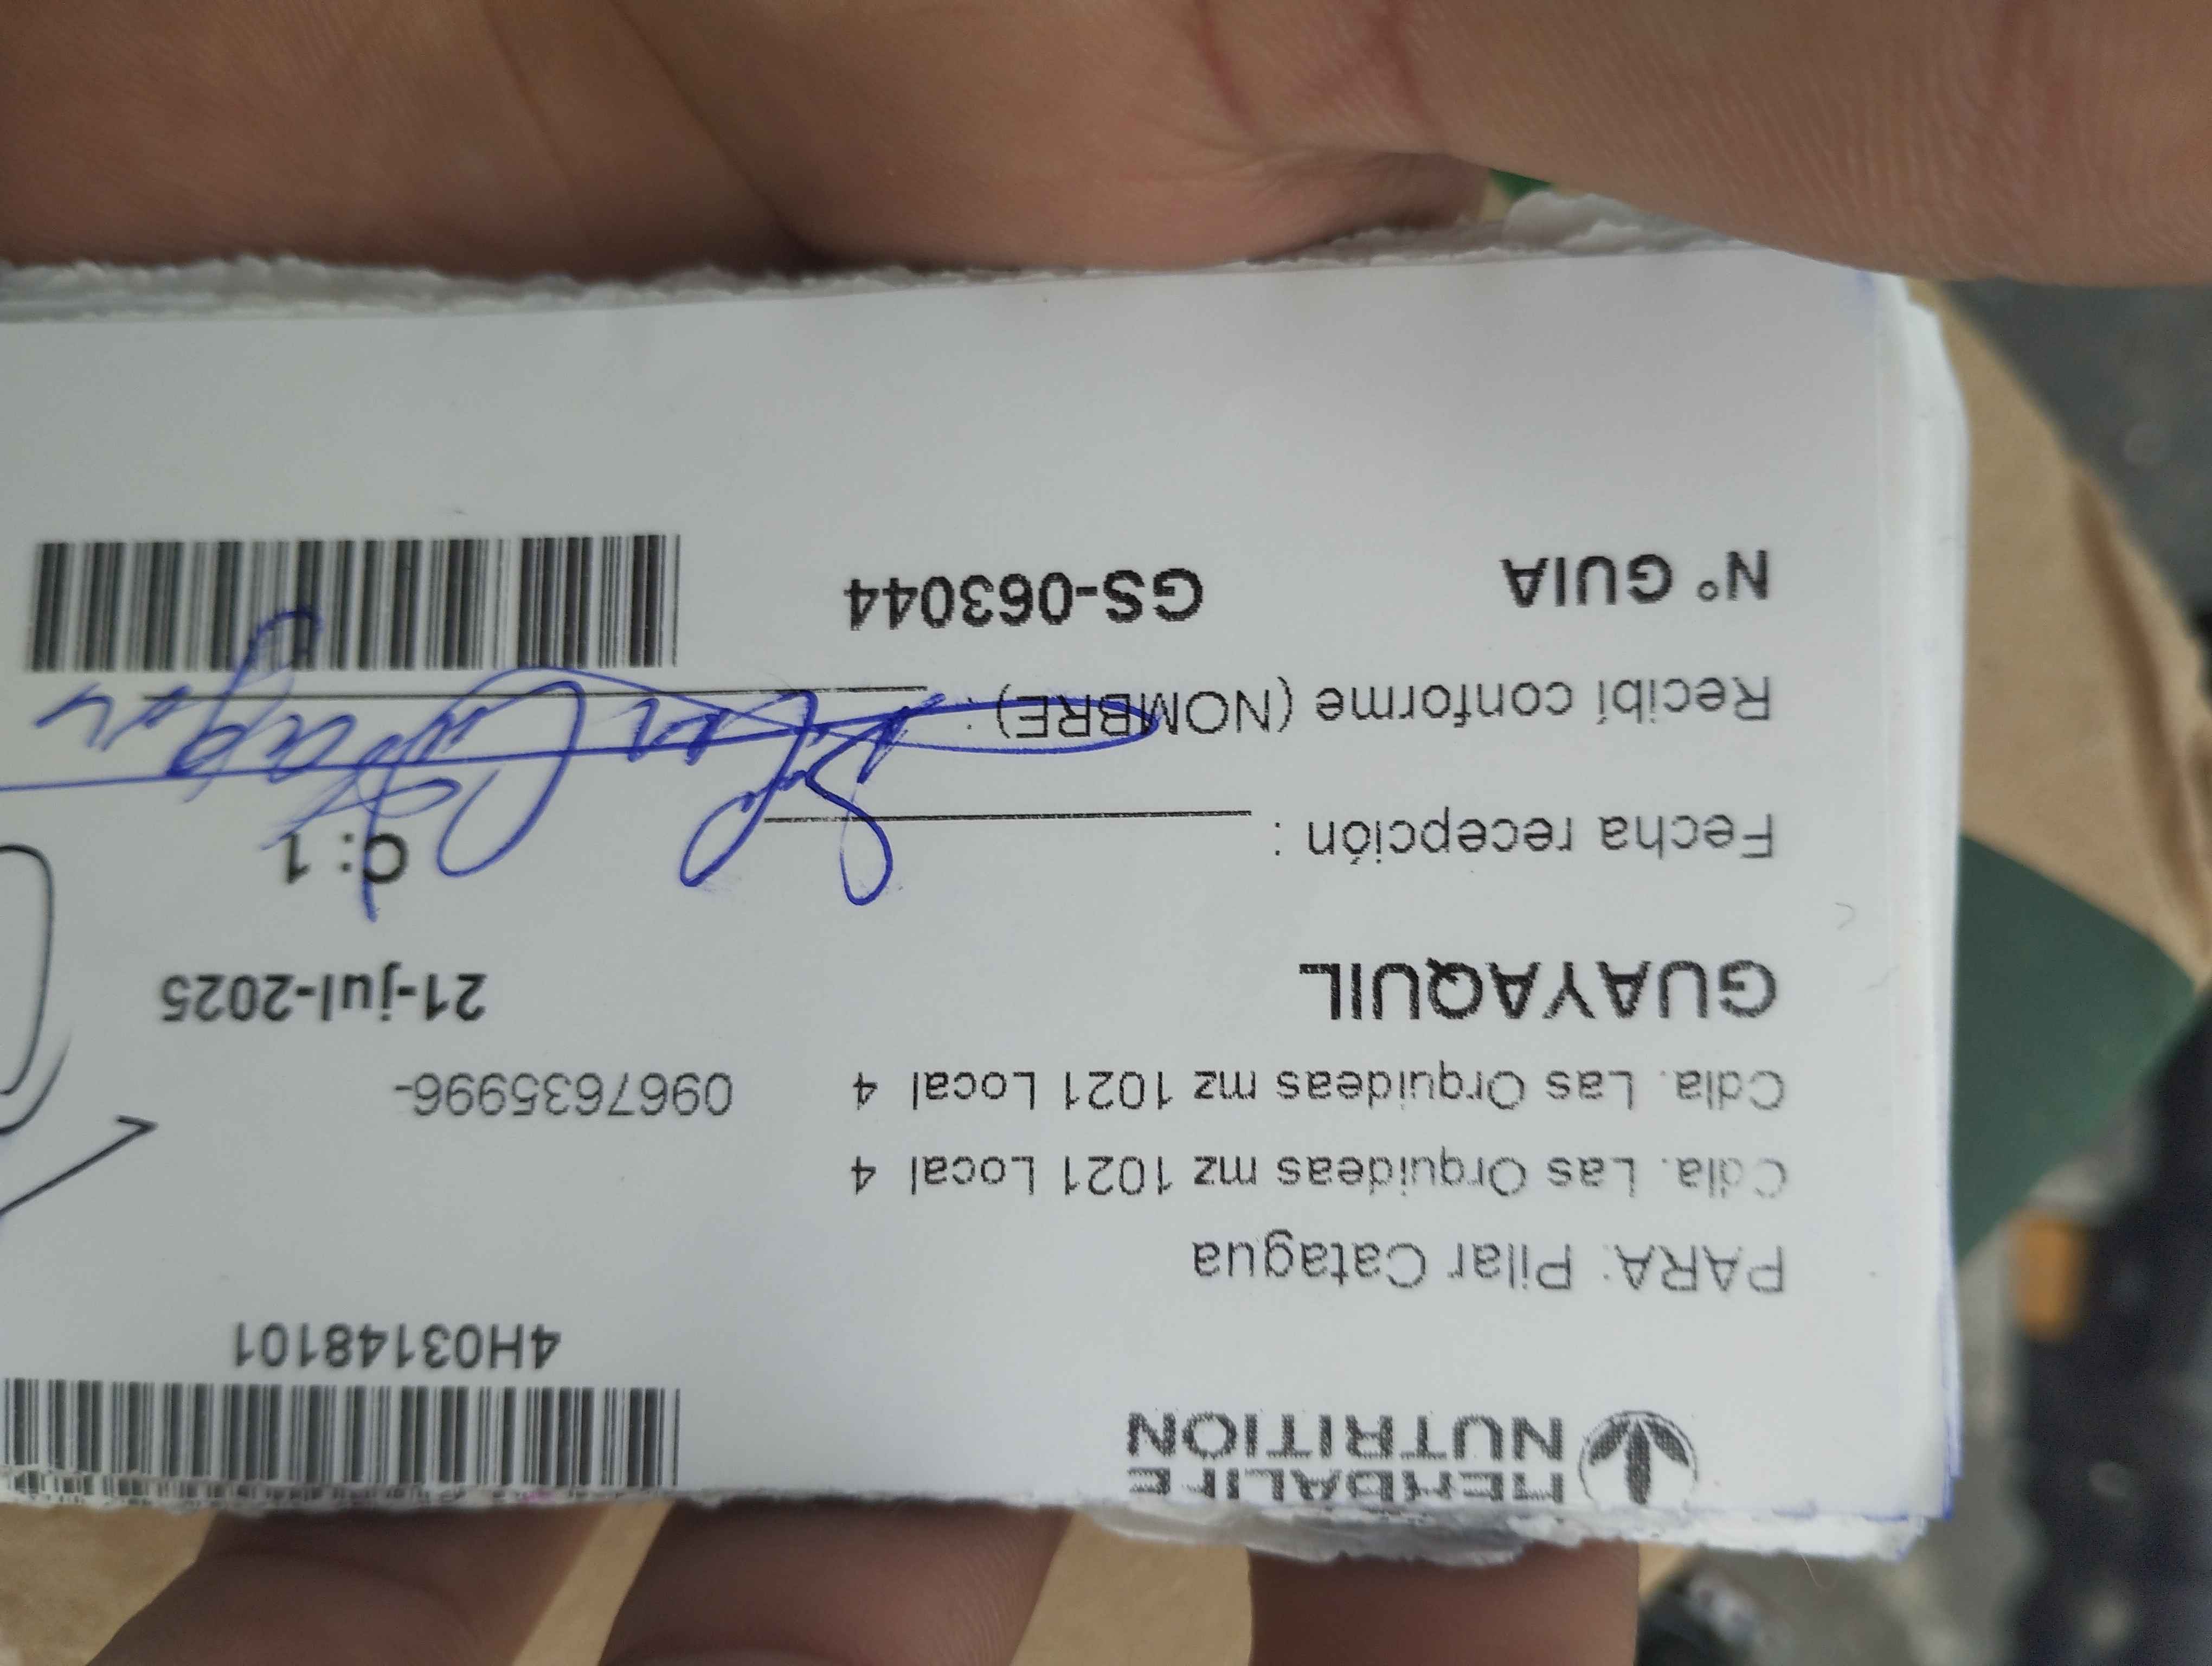 HERBALIFE
NUTRITION
4H03148101
PARA: Pilar Catagua
Cdla. Las Orquideas mz 1021 Local 4
Cdla. Las Orquideas mz 1021 Local 4 0967635996-
GUAYAQUIL 21-jul-2025
Fecha recepción : C: 1
Recibí conforme (NOMBRE) :
N° GUIA GS-063044